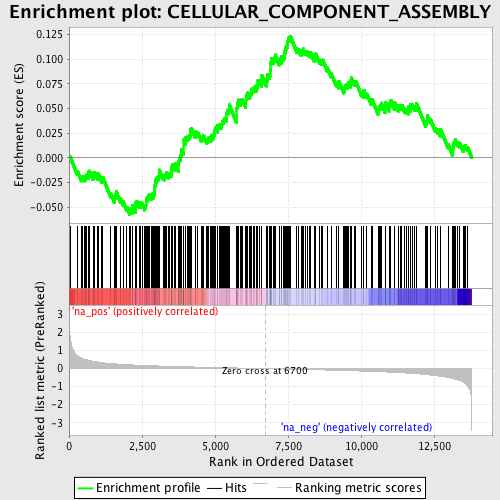 Enrichment plot: CELLULAR_COMPONENT_ASSEMBLY
Enrichment score (ES)
0.125
0.100
0.075
0.050
0.025
0.000
-0.025
-0.050
'na_pos' (positively correlated)
Ranked list metric (PreRanked)
3
2
1
0
-1
-2
-3
Zero cross at 6700
'na_neg' (negatively correlated)
0
2,500
5,000
7,500
10,000
12,500
Rank in Ordered Dataset
Enrichment profile
Hits
Ranking metric scores